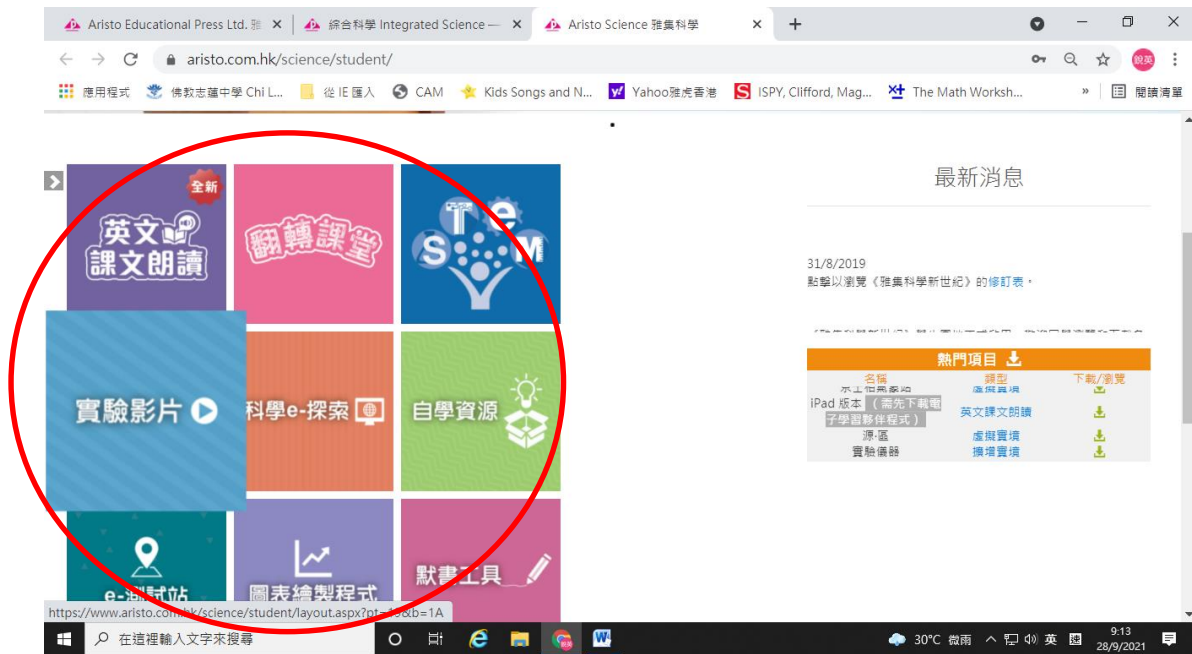 Aristo Educational Press Ltd. 雅
綜合科學 Integrated Science —
Aristo Science 雅集科學
aristo.com.hk/science/student/
說英
應用程式
佛教志蓮中學 Chi L...
從 IE 匯入
CAM
Kids Songs and N...
Yahoo雅虎香港
ISPY, Clifford, Mag...
The Math Worksh...
»
閱讀清單
全新
英文
課文朗讀
翻轉課堂
STeM
實驗影片
科學e-探索
自學資源
e-測試站
圖表繪製程式
默書工具
最新消息
31/8/2019
點擊以瀏覽《雅集科學新世紀》的修訂表。
熱門項目
名稱 類型 下載/瀏覽
iPad 版本 (需先下載電
子學習夥伴程式) 英文課文朗讀
源·區 虛擬實境
實驗儀器 擴增實境
https://www.aristo.com.hk/science/student/layout.aspx?pt=19&b=1A
在這裡輸入文字來搜尋
30°C 微雨
英
9:13
28/9/2021